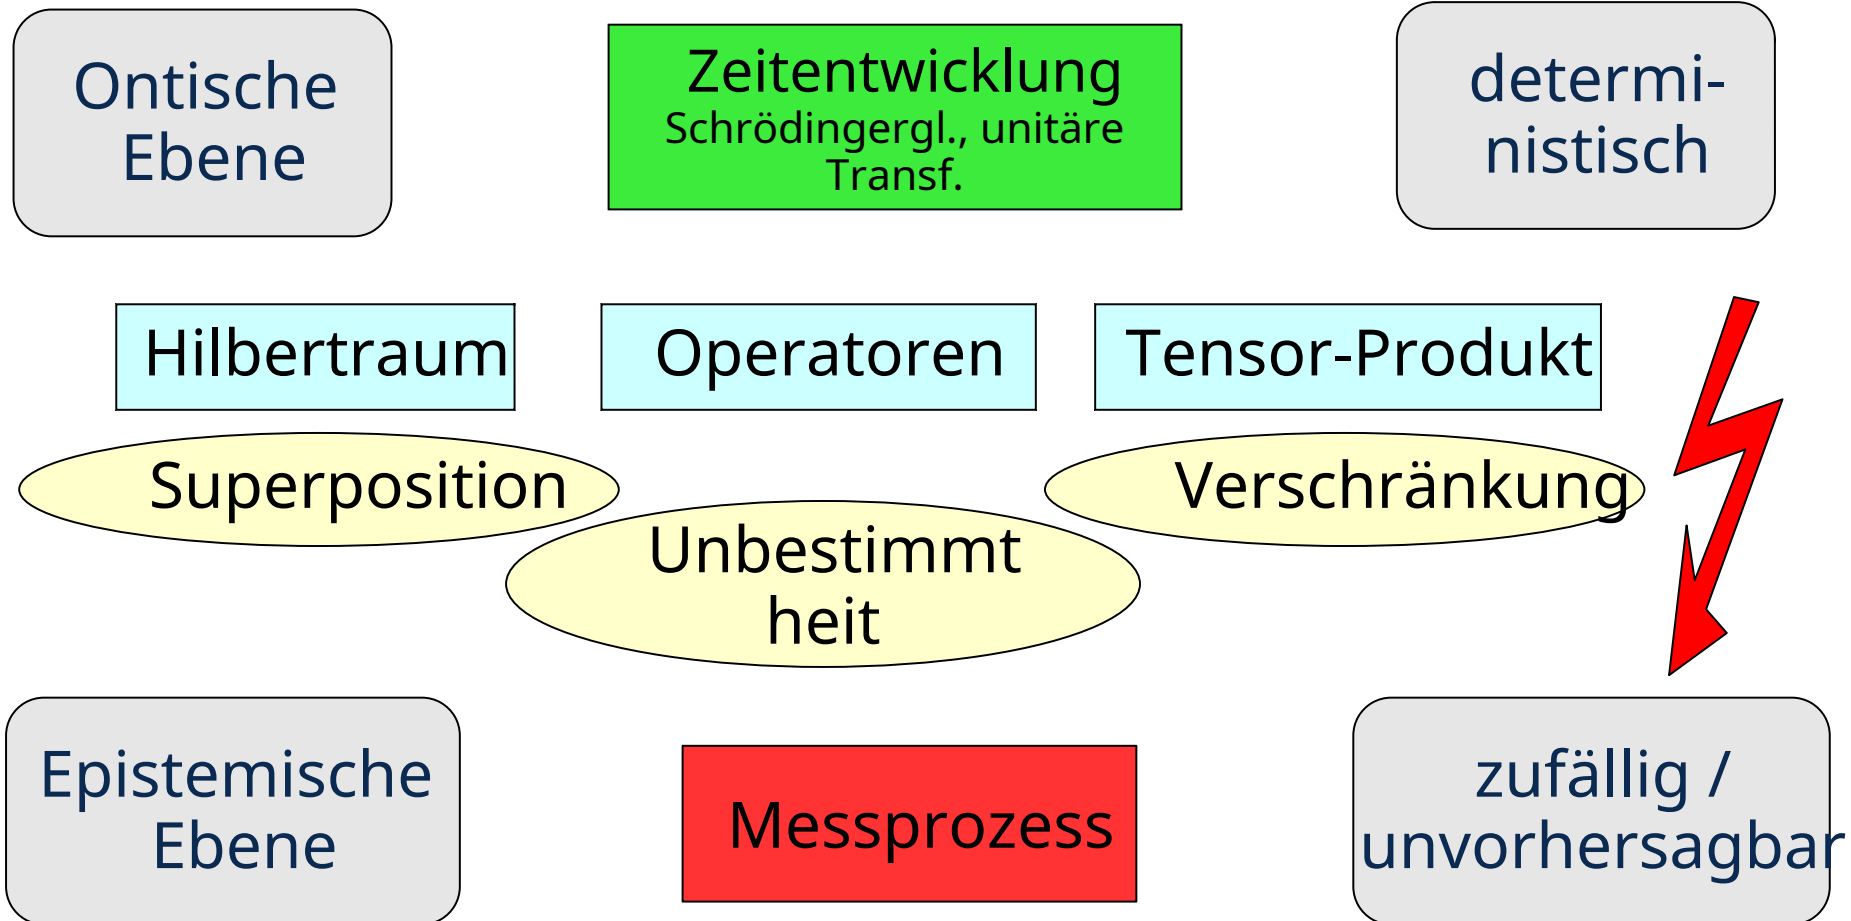 Ontische
Ebene
Zeitentwicklung
Schrödingergl., unitäre
Transf.
determi-
nistisch
Hilbertraum
Operatoren
Tensor-Produkt
Superposition
Unbestimmt
heit
Verschränkung
Epistemische
Ebene
Messprozess
zufällig /
unvorhersagbar